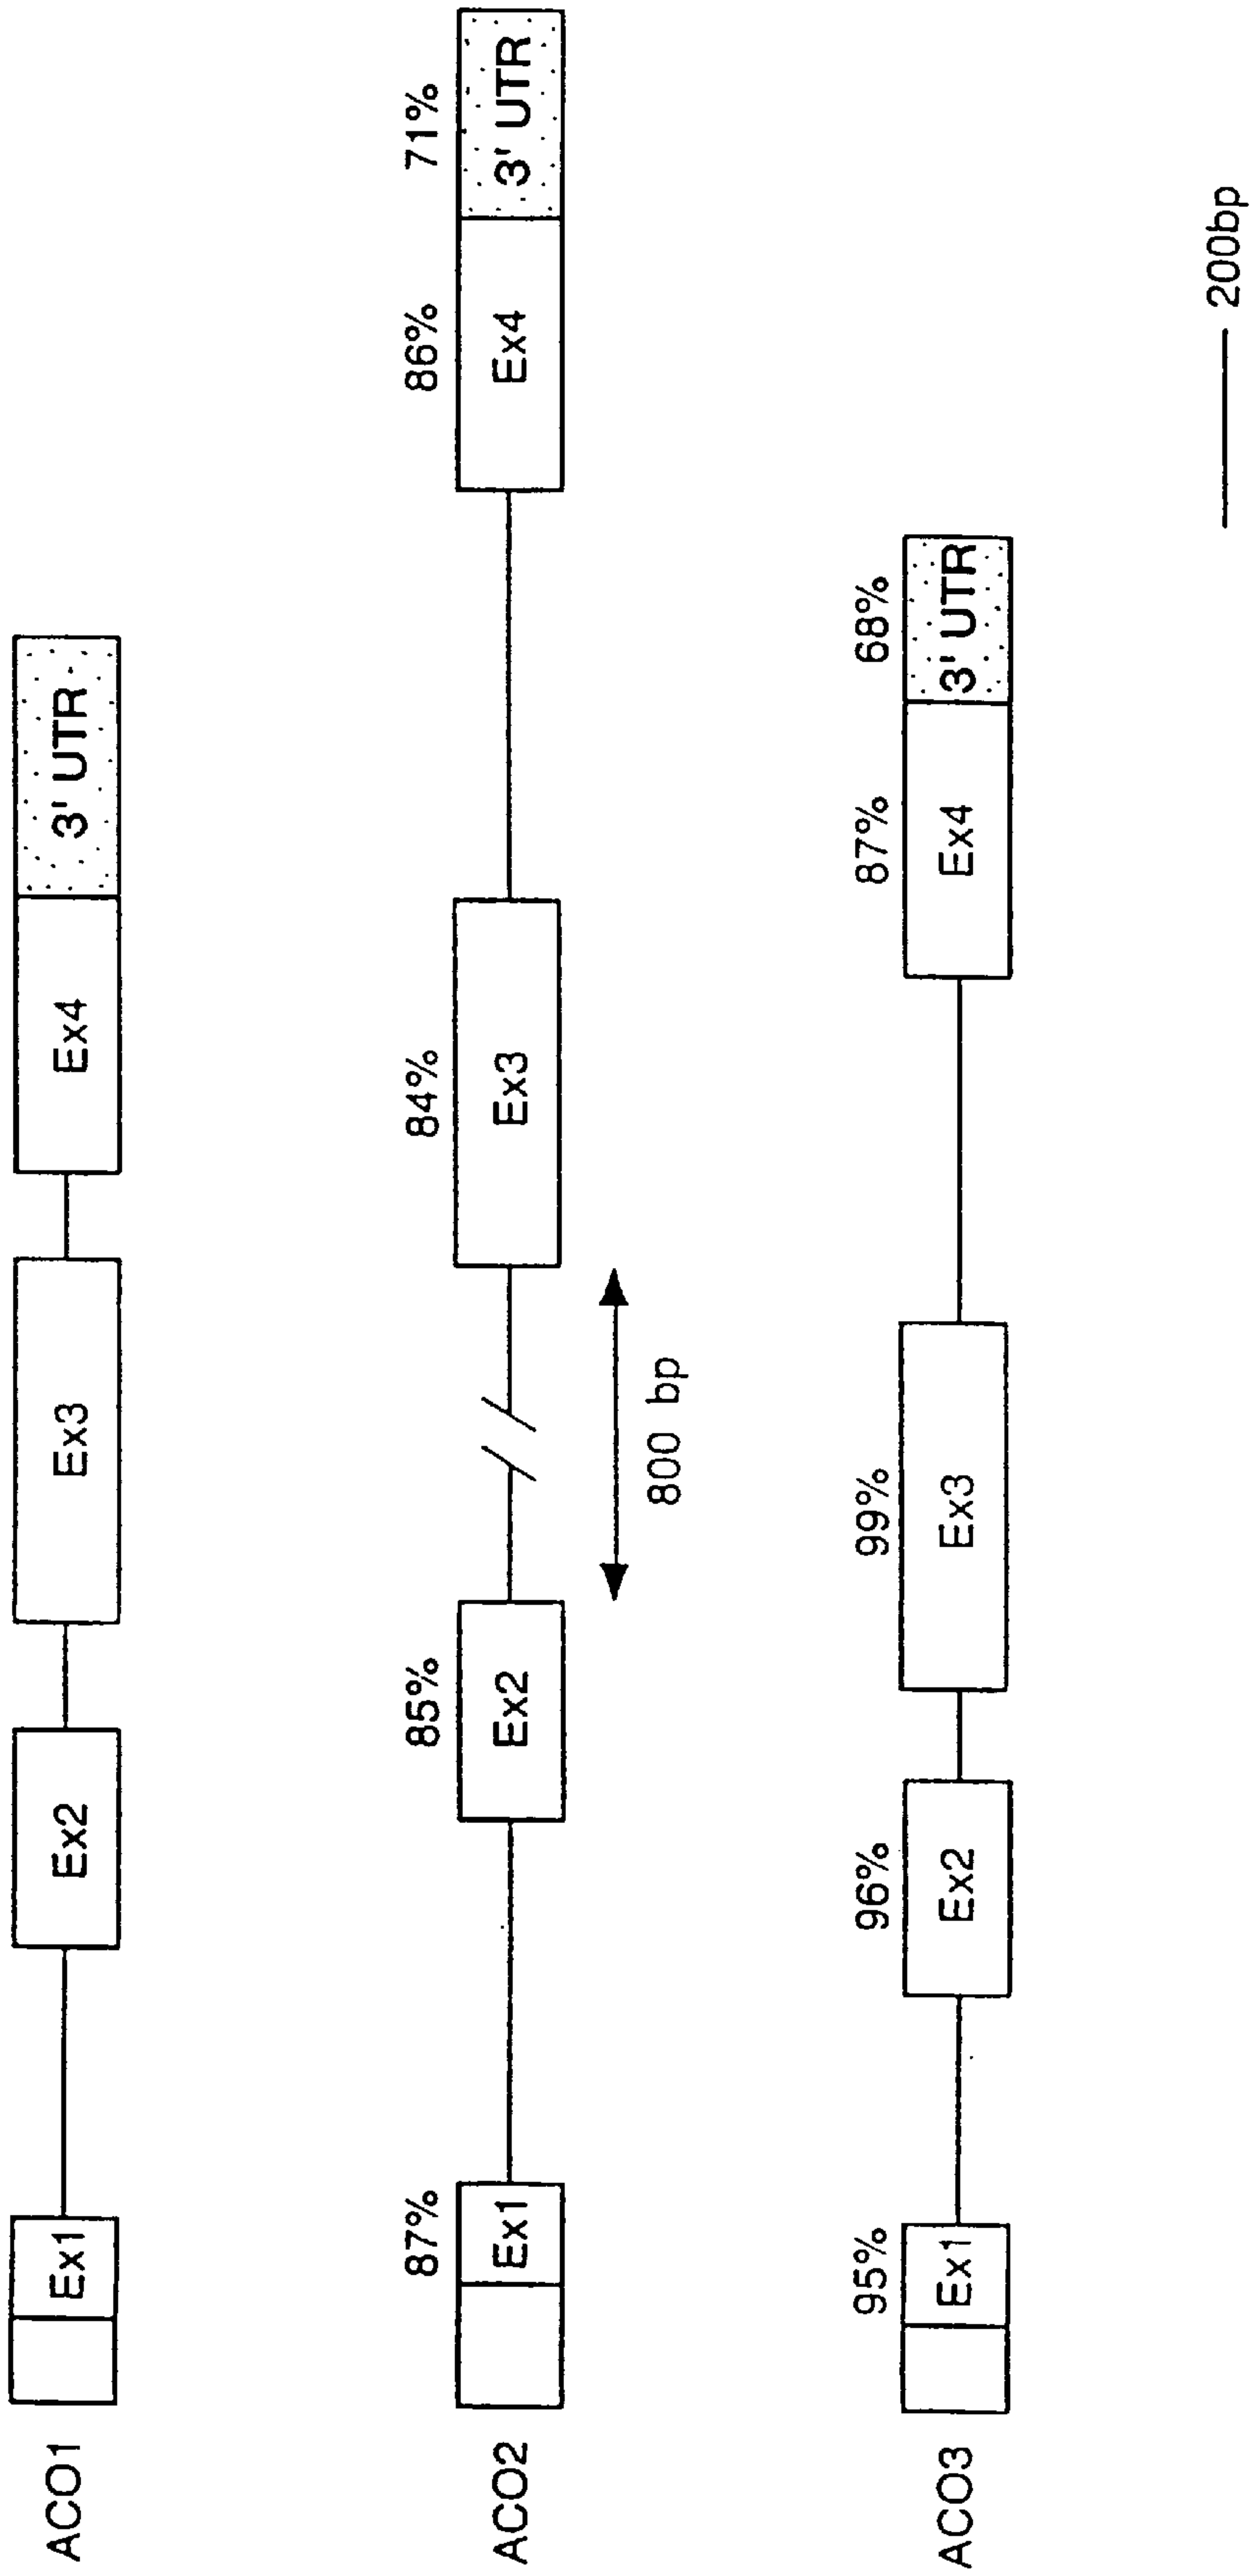 ACO1
Ex1
Ex2
Ex3
Ex4
3' UTR
87%
85%
84%
86%
71%
ACO2
Ex1
Ex2
Ex3
Ex4
3' UTR
800 bp
95%
96%
99%
87%
68%
ACO3
Ex1
Ex2
Ex3
Ex4
3' UTR
200bp